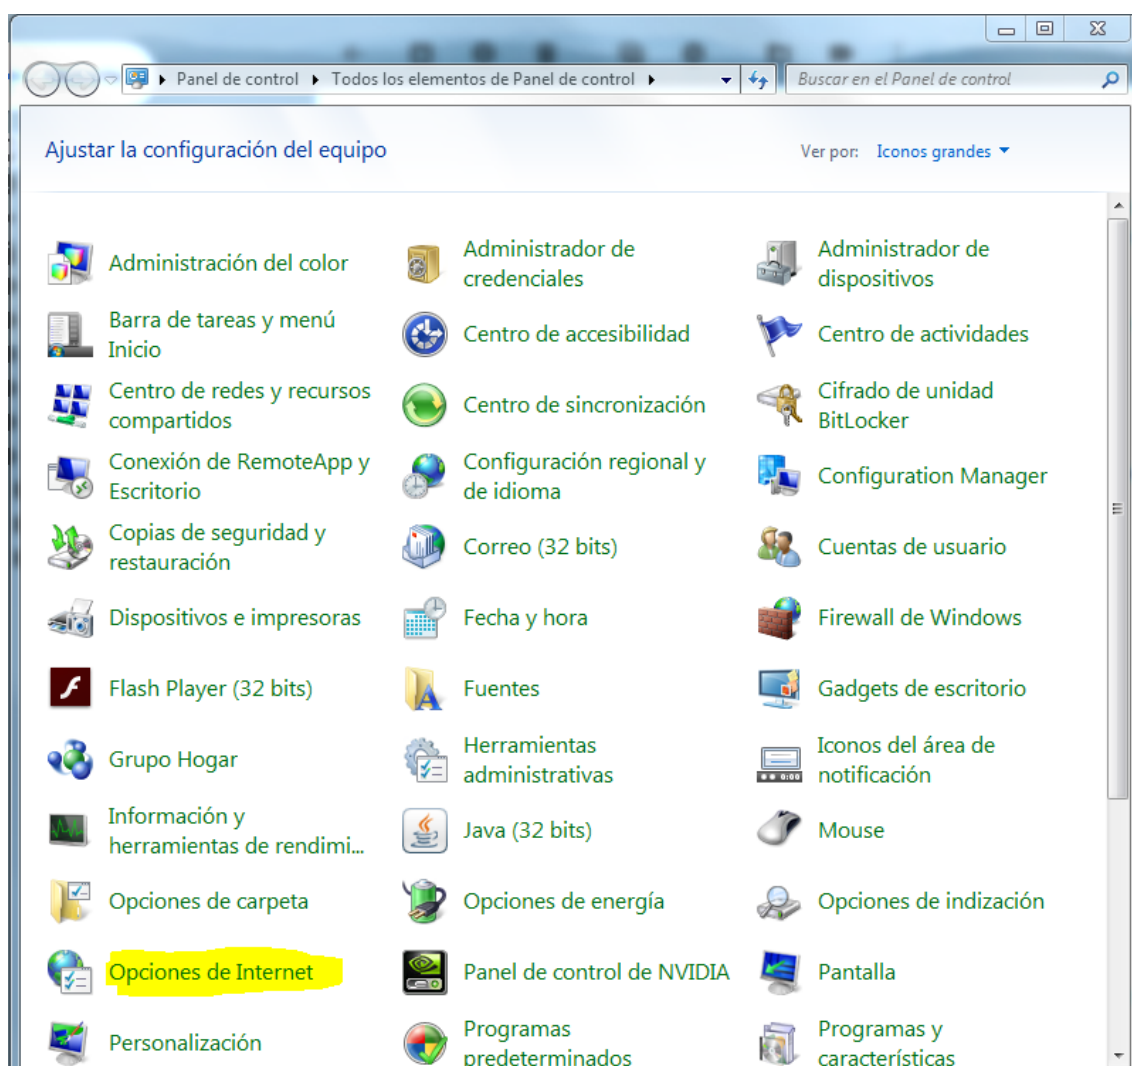 Panel de control
Todos los elementos de Panel de control
Buscar en el Panel de control
Ajustar la configuración del equipo
Ver por: Iconos grandes
Administración del color
Administrador de
credenciales
Administrador de
dispositivos
Barra de tareas y menú
Inicio
Centro de accesibilidad
Centro de actividades
Centro de redes y recursos
compartidos
Centro de sincronización
Cifrado de unidad
BitLocker
Conexión de RemoteApp y
Escritorio
Configuración regional y
de idioma
Configuration Manager
Copias de seguridad y
restauración
Correo (32 bits)
Cuentas de usuario
Dispositivos e impresoras
Fecha y hora
Firewall de Windows
Flash Player (32 bits)
Fuentes
Gadgets de escritorio
Grupo Hogar
Herramientas
administrativas
Iconos del área de
notificación
Información y
herramientas de rendimi...
Java (32 bits)
Mouse
Opciones de carpeta
Opciones de energía
Opciones de indización
Opciones de Internet
Panel de control de NVIDIA
Pantalla
Personalización
Programas
predeterminados
Programas y
características